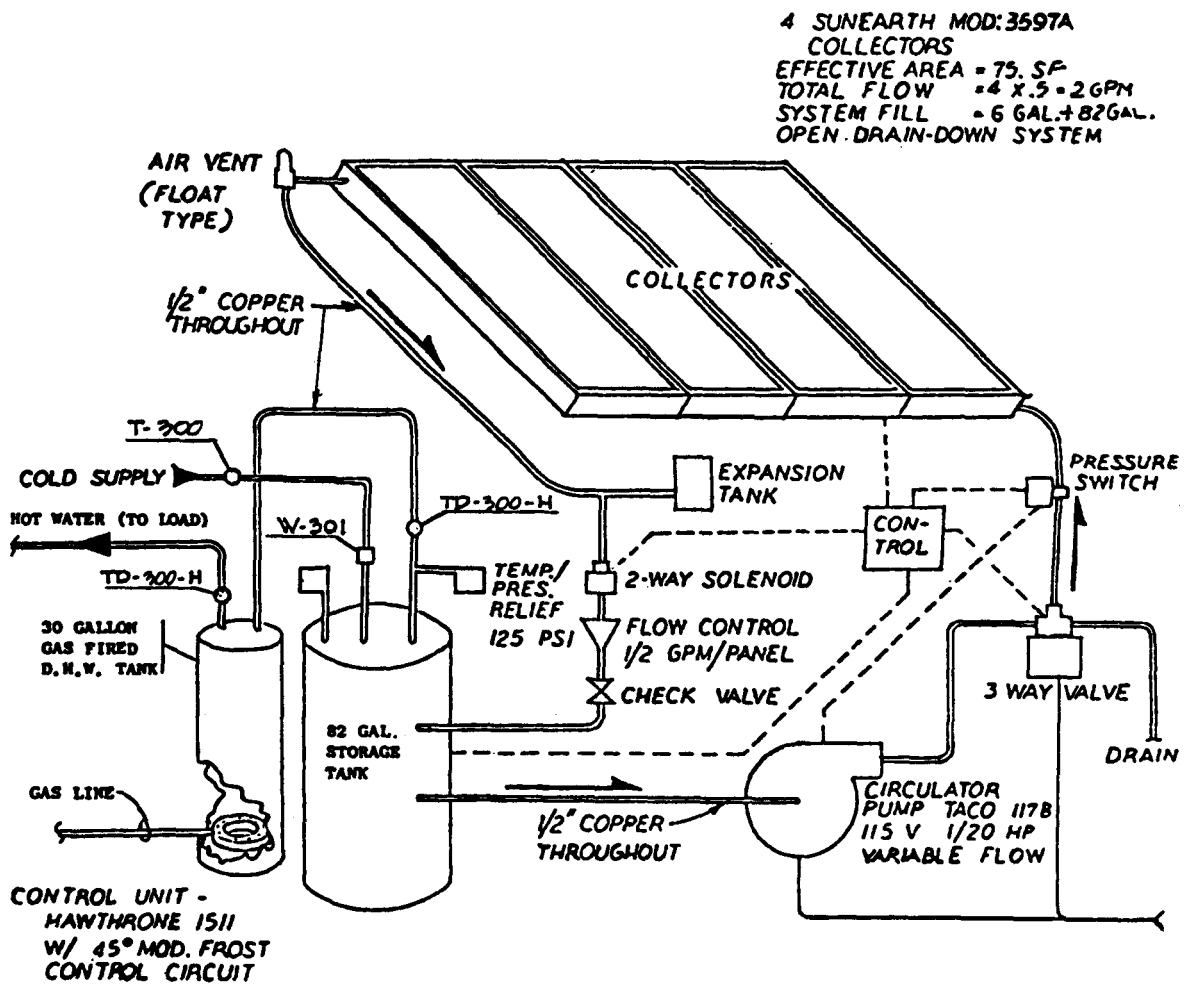 4 SUNEARTH MOD: 3597A
COLLECTORS
EFFECTIVE AREA = 75. SF
TOTAL FLOW = 4 X .5 = 2 GPM
SYSTEM FILL = 6 GAL. + 82 GAL.
OPEN DRAIN-DOWN SYSTEM
AIR VENT
(FLOAT
TYPE)
COLLECTORS
1/2" COPPER
THROUGHOUT
T-300
COLD SUPPLY
HOT WATER (TO LOAD)
TD-300-H
W-301
TD-300-H
EXPANSION
TANK
PRESSURE
SWITCH
CON-
TROL
2-WAY SOLENOID
TEMP./
PRES.
RELIEF
125 PSI
30 GALLON
GAS FIRED
D.H.W. TANK
FLOW CONTROL
1/2 GPM/PANEL
CHECK VALVE
3 WAY VALVE
82 GAL.
STORAGE
TANK
DRAIN
GAS LINE
1/2" COPPER
THROUGHOUT
CIRCULATOR
PUMP TACO 117B
115 V 1/20 HP
VARIABLE FLOW
CONTROL UNIT -
HAWTHRONE 1511
W/ 45° MOD. FROST
CONTROL CIRCUIT